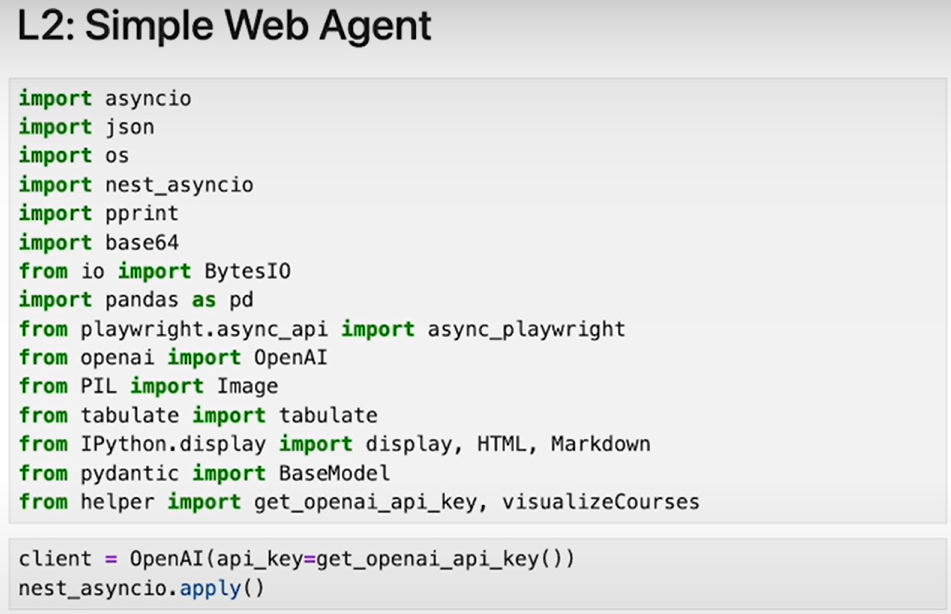 L2: Simple Web Agent
import asyncio
import json
import os
import nest_asyncio
import pprint
import base64
from io import BytesIO
import pandas as pd
from playwright.async_api import async_playwright
from openai import OpenAI
from PIL import Image
from tabulate import tabulate
from IPython.display import display, HTML, Markdown
from pydantic import BaseModel
from helper import get_openai_api_key, visualizeCourses
client = OpenAI(api_key=get_openai_api_key())
nest_asyncio.apply()